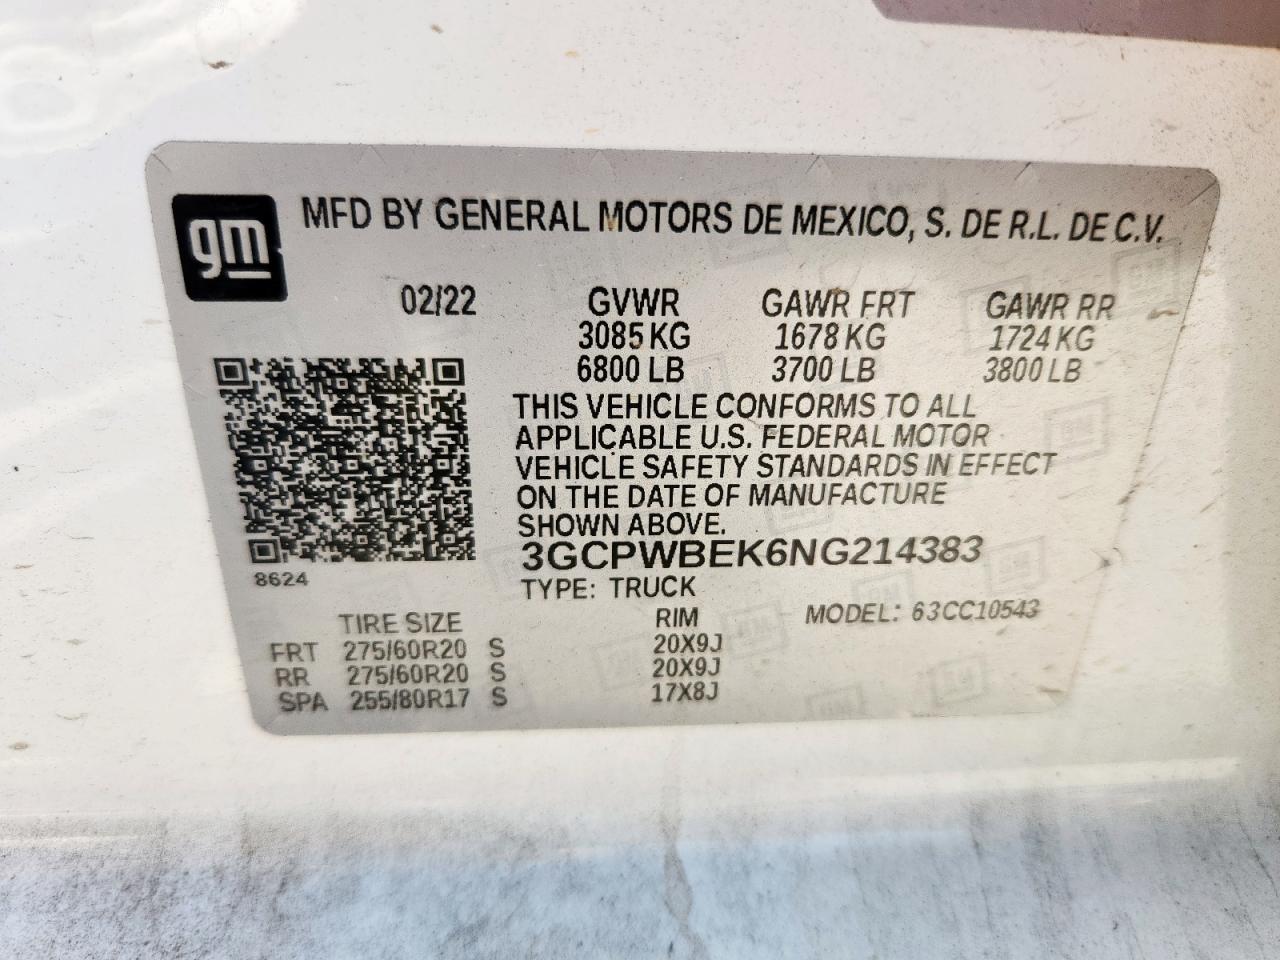 gm
MFD BY GENERAL MOTORS DE MEXICO, S. DE R.L. DE C.V.
02/22 GVWR GAWR FRT GAWR RR
3085 KG 1678 KG 1724 KG
6800 LB 3700 LB 3800 LB
THIS VEHICLE CONFORMS TO ALL
APPLICABLE U.S. FEDERAL MOTOR
VEHICLE SAFETY STANDARDS IN EFFECT
ON THE DATE OF MANUFACTURE
SHOWN ABOVE.
3GCPWBEK6NG214383
8624
TYPE: TRUCK
MODEL: 63CC10543
TIRE SIZE RIM
FRT 275/60R20 S 20X9J
RR 275/60R20 S 20X9J
SPA 255/80R17 S 17X8J